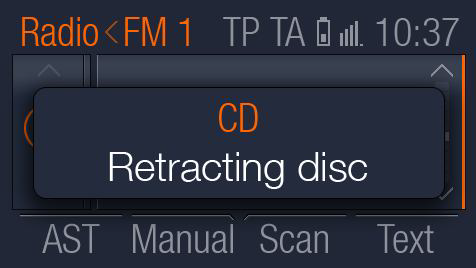 Radio<FM 1 TP TA 10:37
CD
Retracting disc
AST Manual Scan Text